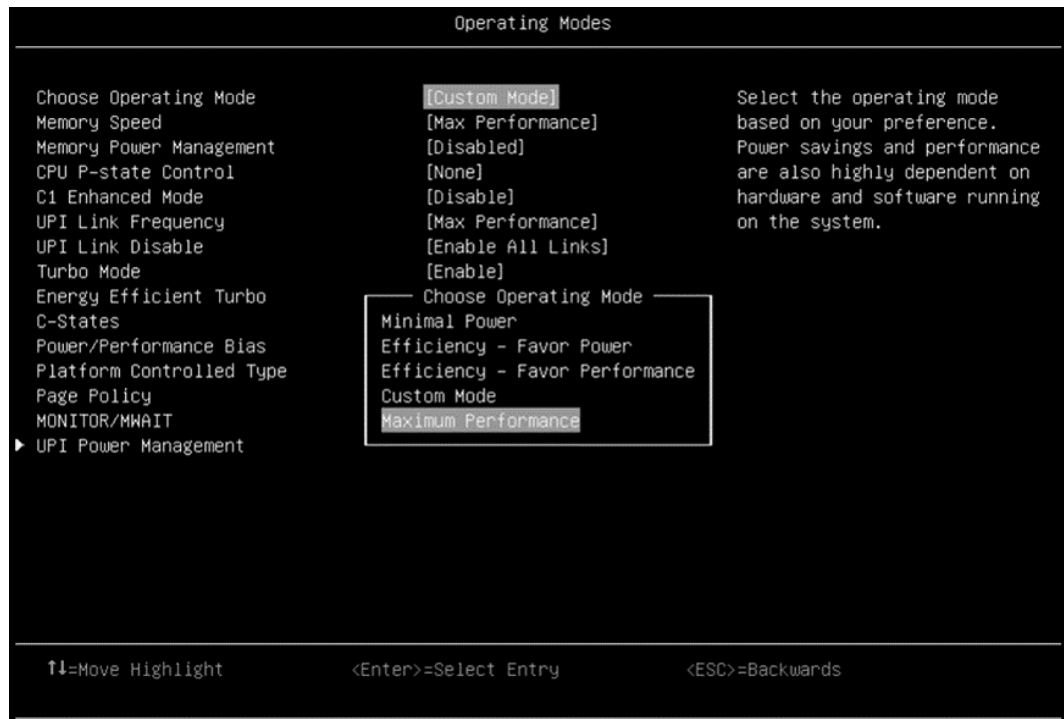 Operating Modes
Choose Operating Mode [Custom Mode]
Memory Speed [Max Performance]
Memory Power Management [Disabled]
CPU P-state Control [None]
C1 Enhanced Mode [Disable]
UPI Link Frequency [Max Performance]
UPI Link Disable [Enable All Links]
Turbo Mode [Enable]
Energy Efficient Turbo
C-States
Power/Performance Bias
Platform Controlled Type
Page Policy
MONITOR/MWAIT
UPI Power Management
Choose Operating Mode
Minimal Power
Efficiency - Favor Power
Efficiency - Favor Performance
Custom Mode
Maximum Performance
Select the operating mode
based on your preference.
Power savings and performance
are also highly dependent on
hardware and software running
on the system.
↑↓=Move Highlight <Enter>=Select Entry <ESC>=Backwards